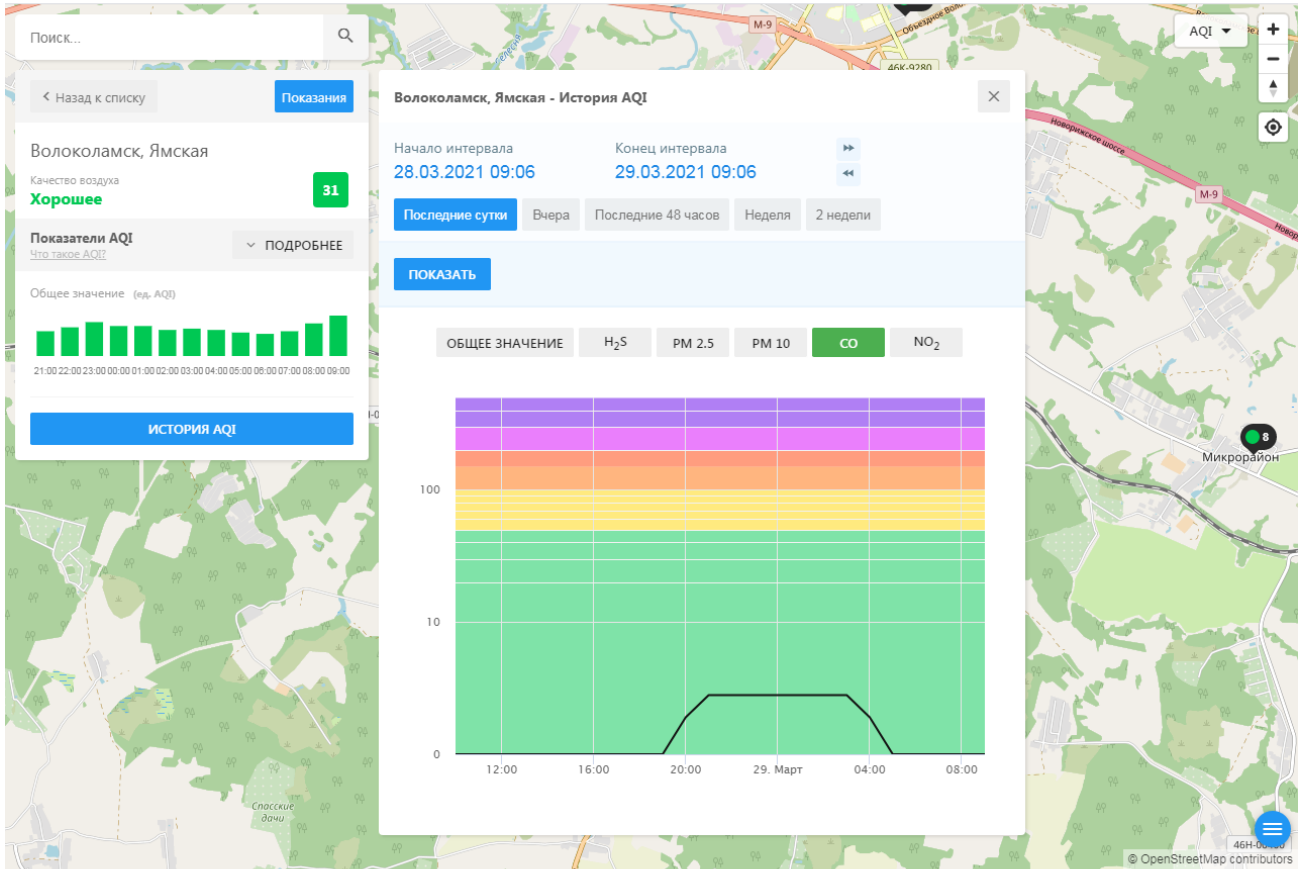 Поиск...
М-9
46К-9280
AQI
Назад к списку
Показания
Волоколамск, Ямская - История AQI
Новорижское шоссе
М-9
Волоколамск, Ямская
Качество воздуха
Хорошее
31
Начало интервала
Конец интервала
28.03.2021 09:06
29.03.2021 09:06
Последние сутки Вчера Последние 48 часов Неделя 2 недели
Показатели AQI
Что такое AQI?
ПОДРОБНЕЕ
ПОКАЗАТЬ
Общее значение (ед. AQI)
21:00 22:00 23:00 00:00 01:00 02:00 03:00 04:00 05:00 06:00 07:00 08:00 09:00
ИСТОРИЯ AQI
ОБЩЕЕ ЗНАЧЕНИЕ H₂S PM 2.5 PM 10 CO NO₂
8
Микрорайон
100
10
0
12:00 16:00 20:00 29. Март 04:00 08:00
Спасские
дачи
© OpenStreetMap contributors